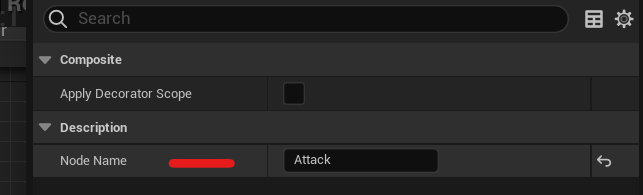 Search
Composite
Apply Decorator Scope
Description
Node Name Attack